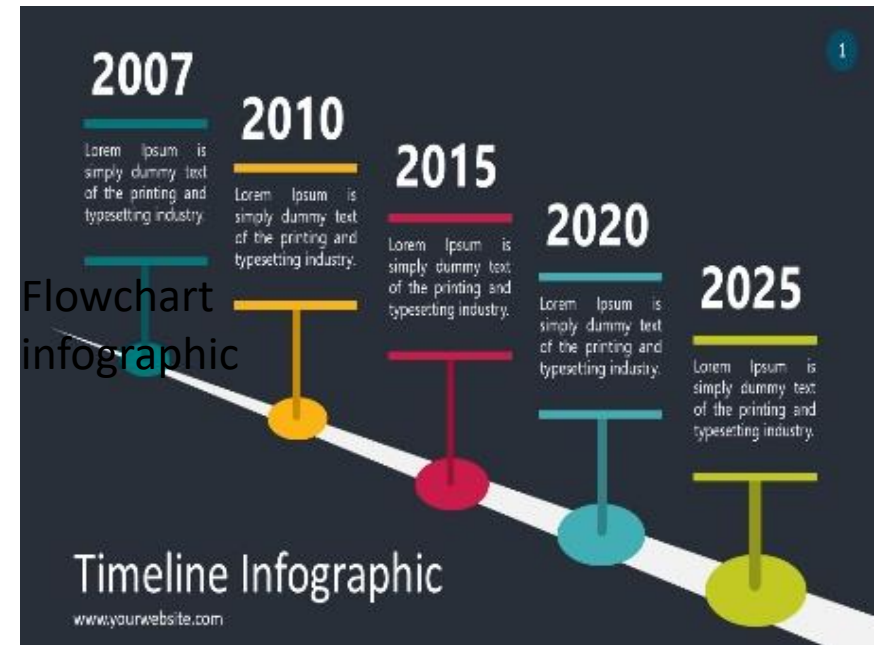 1
2007
Lorem Ipsum is
simply dummy text
of the printing and
typesetting industry.
2010
Lorem Ipsum is
simply dummy text
of the printing and
typesetting industry.
2015
Lorem Ipsum is
simply dummy text
of the printing and
typesetting industry.
2020
Lorem Ipsum is
simply dummy text
of the printing and
typesetting industry.
2025
Lorem Ipsum is
simply dummy text
of the printing and
typesetting industry.
Flowchart
infographic
Timeline Infographic
www.yourwebsite.com